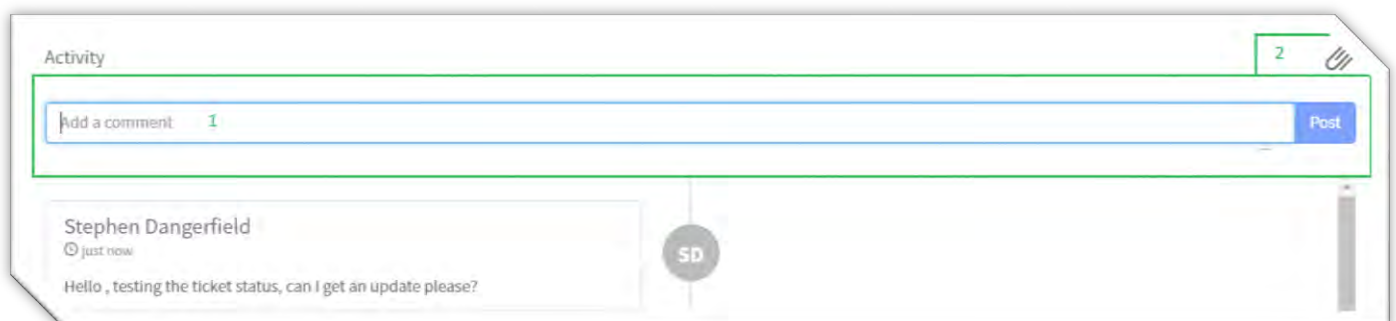 Activity
2
Add a comment 1
Post
Stephen Dangerfield
just now
SD
Hello , testing the ticket status, can I get an update please?